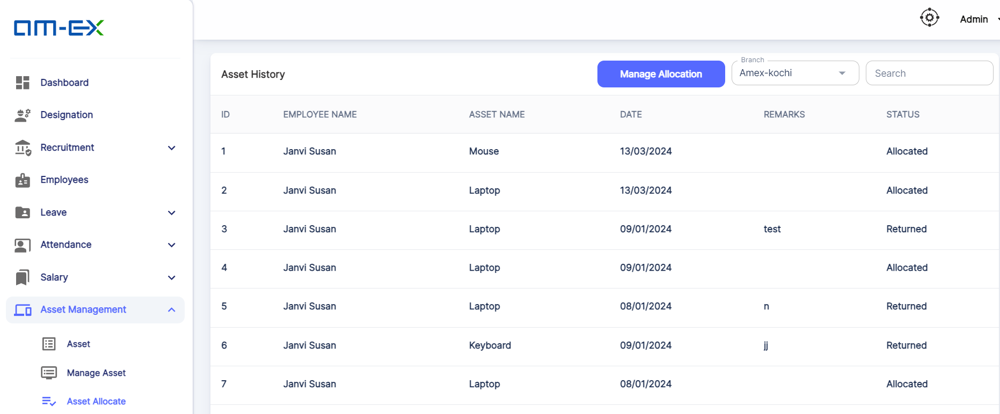 am-ex
Dashboard
Designation
Recruitment
Employees
Leave
Attendance
Salary
Asset Management
Asset
Manage Asset
Asset Allocate
Admin
Asset History
Manage Allocation
Branch
Amex-kochi
Search
ID EMPLOYEE NAME ASSET NAME DATE REMARKS STATUS
1 Janvi Susan Mouse 13/03/2024 Allocated
2 Janvi Susan Laptop 13/03/2024 Allocated
3 Janvi Susan Laptop 09/01/2024 test Returned
4 Janvi Susan Laptop 09/01/2024 Allocated
5 Janvi Susan Laptop 08/01/2024 n Returned
6 Janvi Susan Keyboard 09/01/2024 jj Returned
7 Janvi Susan Laptop 08/01/2024 Allocated